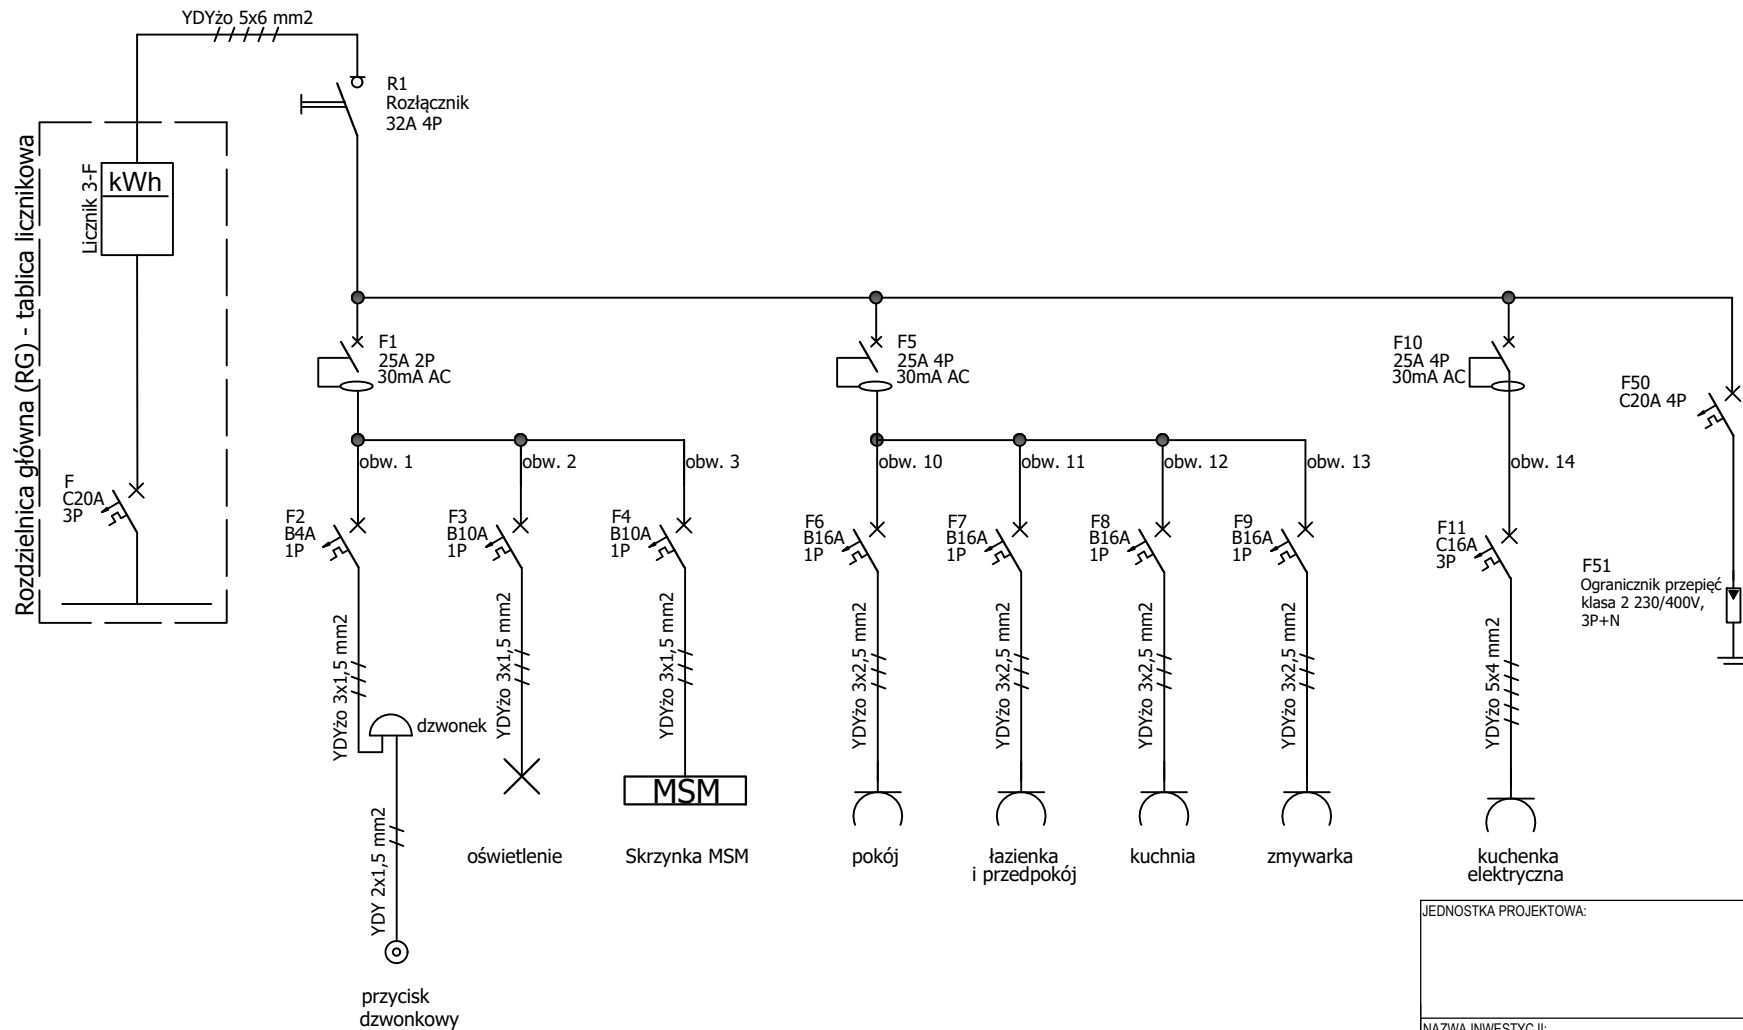 YDYżo 5x6 mm2
R1
Rozłącznik
32A 4P
Rozdzielnica główna (RG) - tablica licznikowa
Licznik 3-F
kWh
F
C20A
3P
F1
25A 2P
30mA AC
F5
25A 4P
30mA AC
F10
25A 4P
30mA AC
F50
C20A 4P
obw. 1
obw. 2
obw. 3
obw. 10
obw. 11
obw. 12
obw. 13
obw. 14
F2
B4A
1P
F3
B10A
1P
F4
B10A
1P
F6
B16A
1P
F7
B16A
1P
F8
B16A
1P
F9
B16A
1P
F11
C16A
3P
F51
Ogranicznik przepięć
klasa 2 230/400V,
3P+N
YDYżo 3x1,5 mm2
YDYżo 3x1,5 mm2
YDYżo 3x1,5 mm2
YDYżo 3x2,5 mm2
YDYżo 3x2,5 mm2
YDYżo 3x2,5 mm2
YDYżo 3x2,5 mm2
YDYżo 5x4 mm2
dzwonek
MSM
YDY 2x1,5 mm2
oświetlenie
Skrzynka MSM
pokój
łazienka
i przedpokój
kuchnia
zmywarka
kuchenka
elektryczna
przycisk
dzwonkowy
JEDNOSTKA PROJEKTOWA:
NAZWA INWESTYCJI: